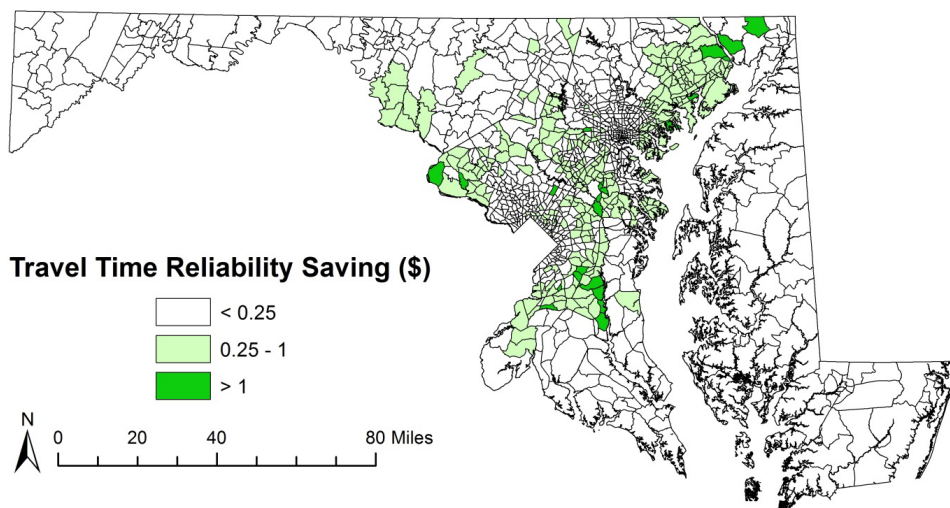 Travel Time Reliability Saving ($)
< 0.25
0.25 - 1
> 1
N
0 20 40 80 Miles